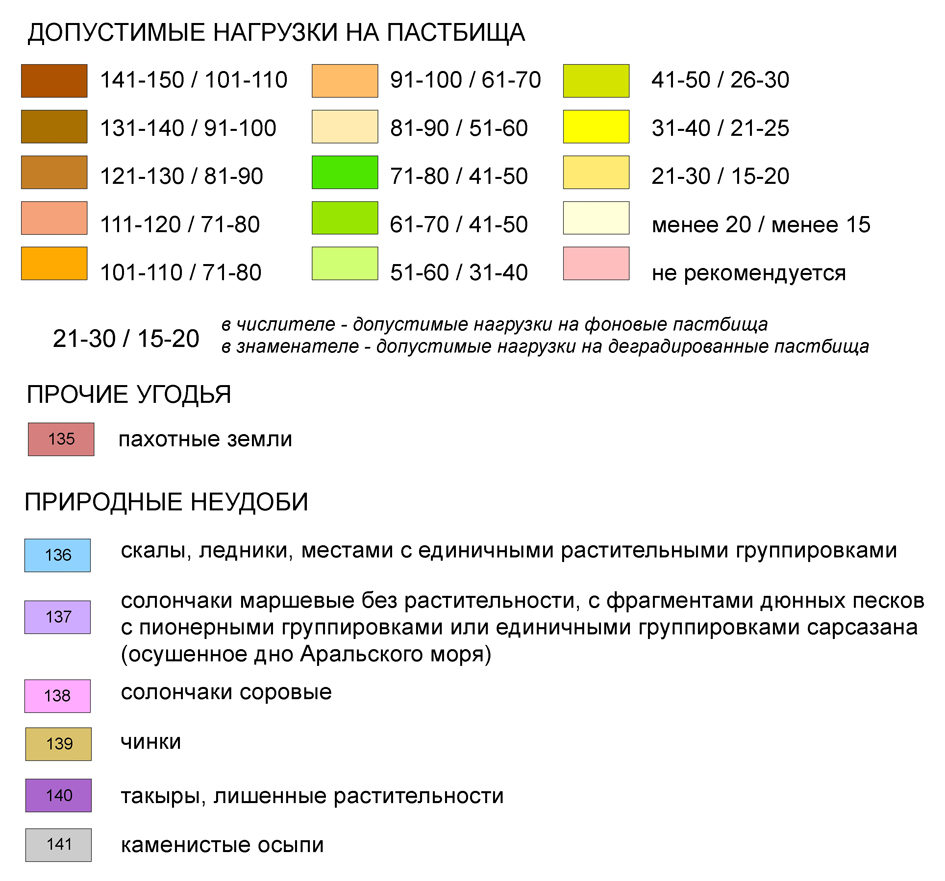 ДОПУСТИМЫЕ НАГРУЗКИ НА ПАСТБИЩА
141-150 / 101-110
131-140 / 91-100
121-130 / 81-90
111-120 / 71-80
101-110 / 71-80
91-100 / 61-70
81-90 / 51-60
71-80 / 41-50
61-70 / 41-50
51-60 / 31-40
41-50 / 26-30
31-40 / 21-25
21-30 / 15-20
менее 20 / менее 15
не рекомендуется
21-30 / 15-20
в числителе - допустимые нагрузки на фоновые пастбища
в знаменателе - допустимые нагрузки на деградированные пастбища
ПРОЧИЕ УГОДЬЯ
135 пахотные земли
ПРИРОДНЫЕ НЕУДОБИ
136 скалы, ледники, местами с единичными растительными группировками
137 солончаки маршевые без растительности, с фрагментами дюнных песков
с пионерными группировками или единичными группировками сарсазана
(осушенное дно Аральского моря)
138 солончаки соровые
139 чинки
140 такыры, лишенные растительности
141 каменистые осыпи